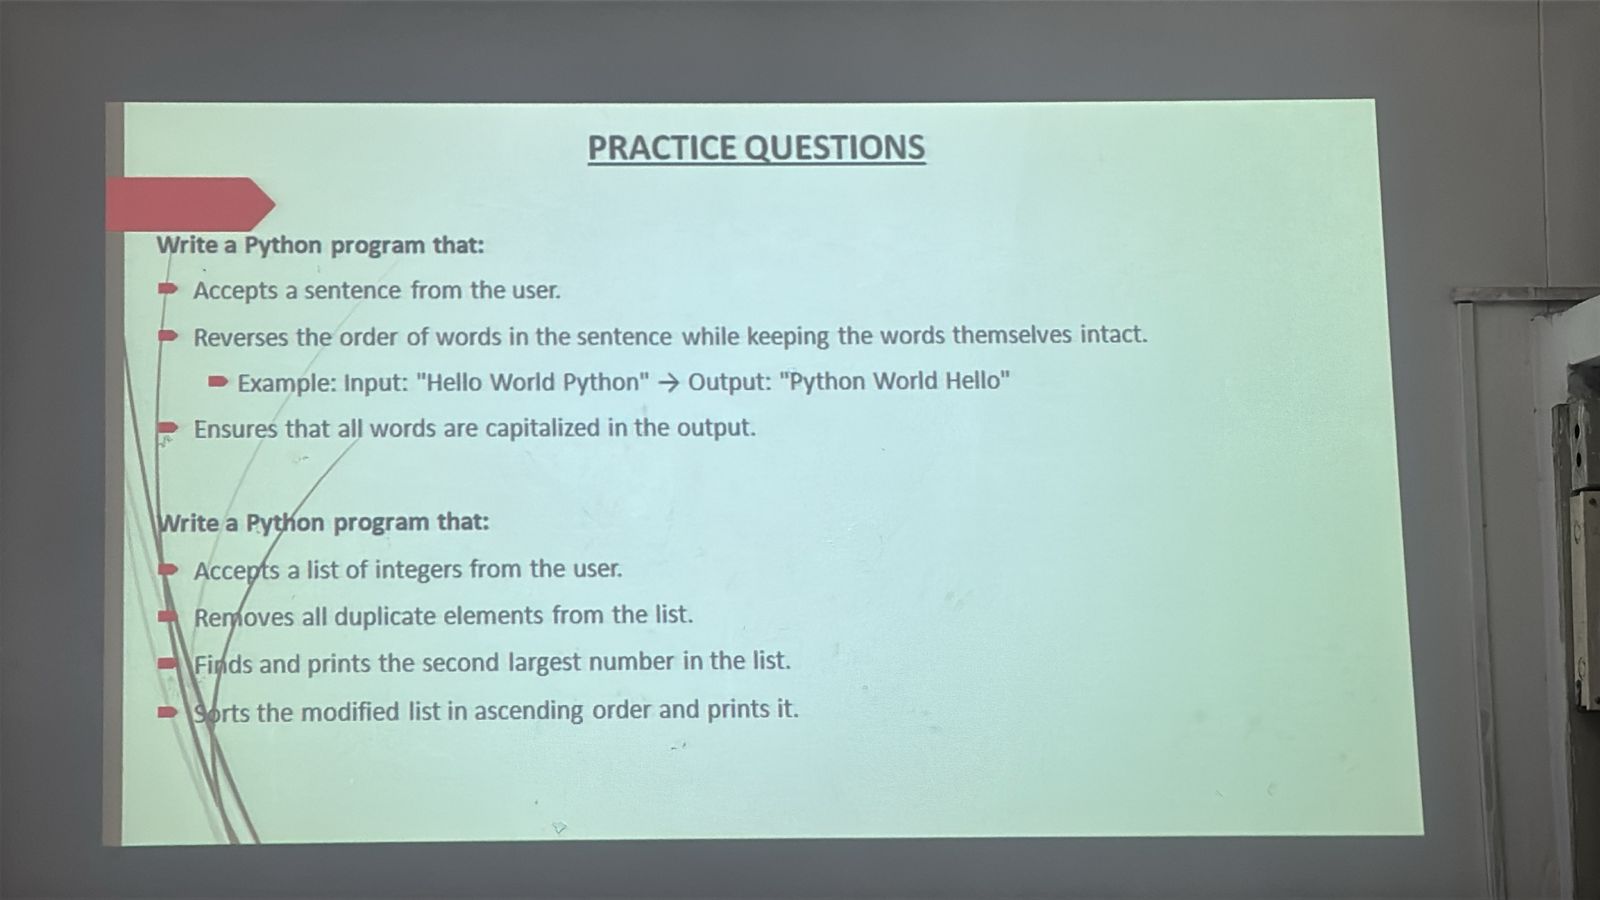 PRACTICE QUESTIONS
Write a Python program that:
Accepts a sentence from the user.
Reverses the order of words in the sentence while keeping the words themselves intact.
Example: Input: "Hello World Python" → Output: "Python World Hello"
Ensures that all words are capitalized in the output.
Write a Python program that:
Accepts a list of integers from the user.
Removes all duplicate elements from the list.
Finds and prints the second largest number in the list.
Sorts the modified list in ascending order and prints it.